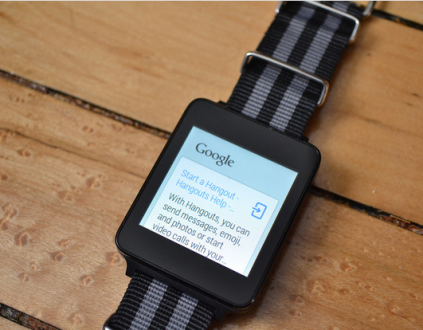 Google
Start a Hangout -
Hangouts Help -...
With Hangouts, you can
send messages, emoji,
and photos or start
video calls with your...